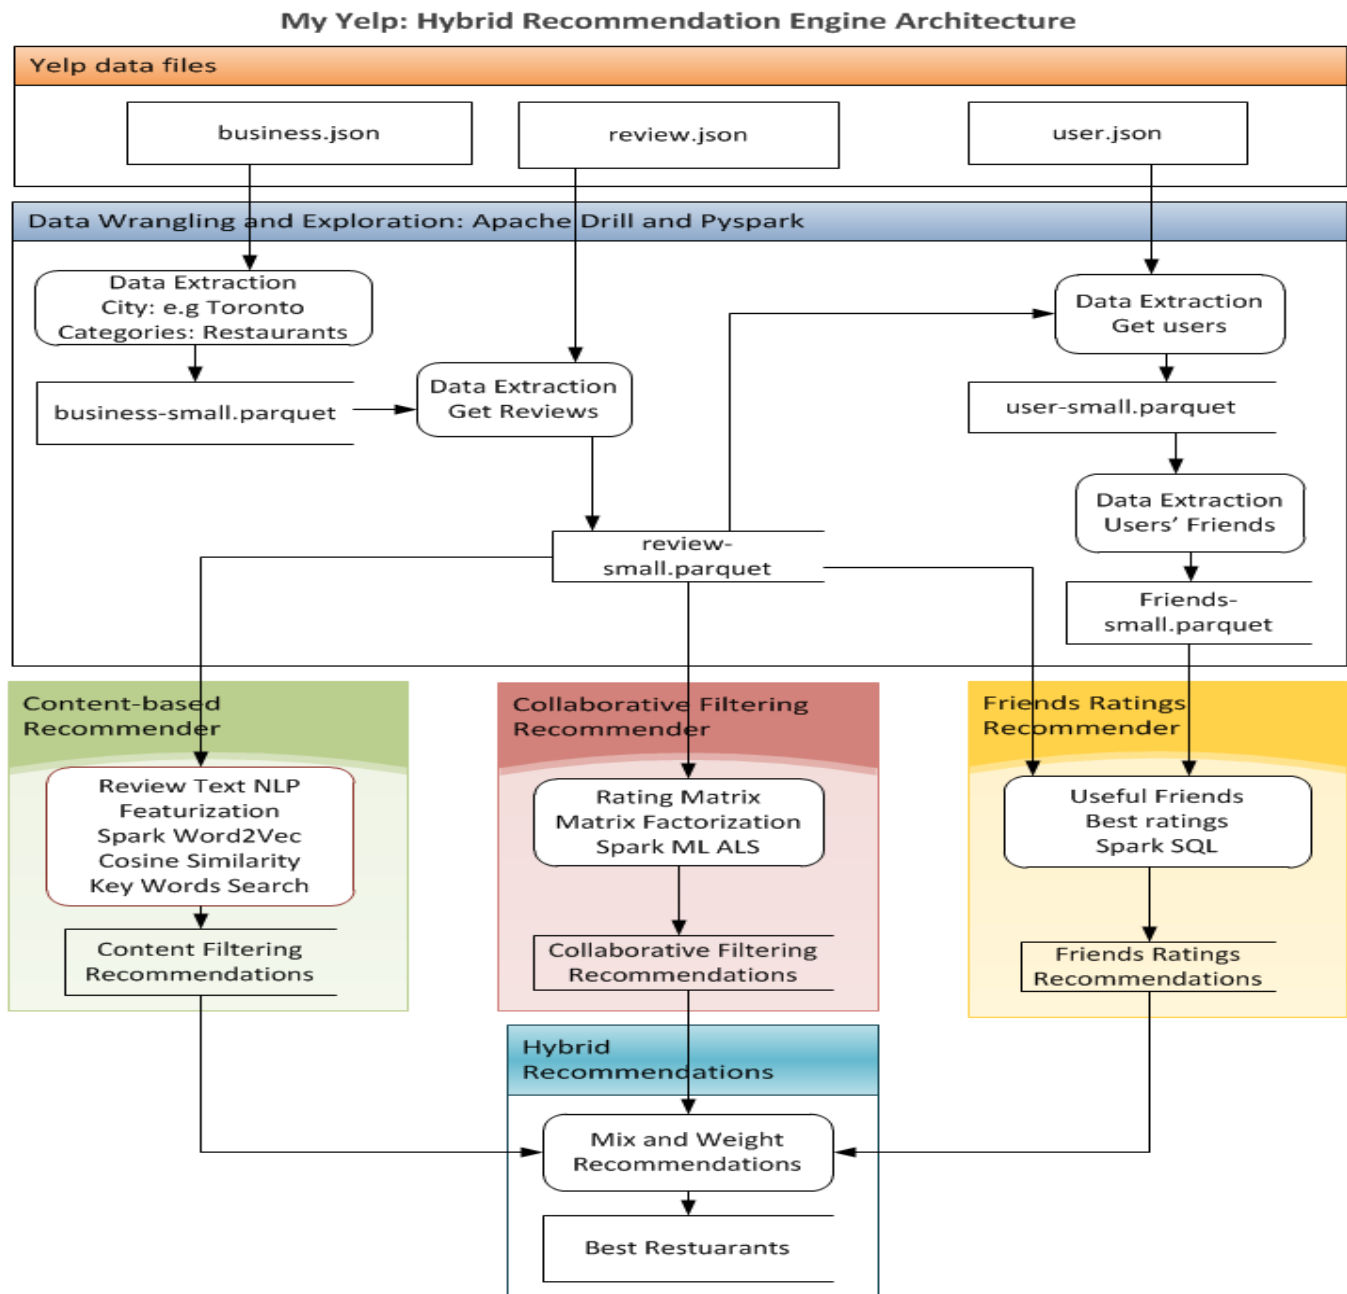 My Yelp: Hybrid Recommendation Engine Architecture
Yelp data files
business.json
review.json
user.json
Data Wrangling and Exploration: Apache Drill and Pyspark
Data Extraction
City: e.g Toronto
Categories: Restaurants
Data Extraction
Get users
business-small.parquet
Data Extraction
Get Reviews
user-small.parquet
Data Extraction
Users’ Friends
review-
small.parquet
Friends-
small.parquet
Content-based
Recommender
Collaborative Filtering
Recommender
Friends Ratings
Recommender
Review Text NLP
Featurization
Spark Word2Vec
Cosine Similarity
Key Words Search
Rating Matrix
Matrix Factorization
Spark ML ALS
Useful Friends
Best ratings
Spark SQL
Content Filtering
Recommendations
Collaborative Filtering
Recommendations
Friends Ratings
Recommendations
Hybrid
Recommendations
Mix and Weight
Recommendations
Best Restuarants